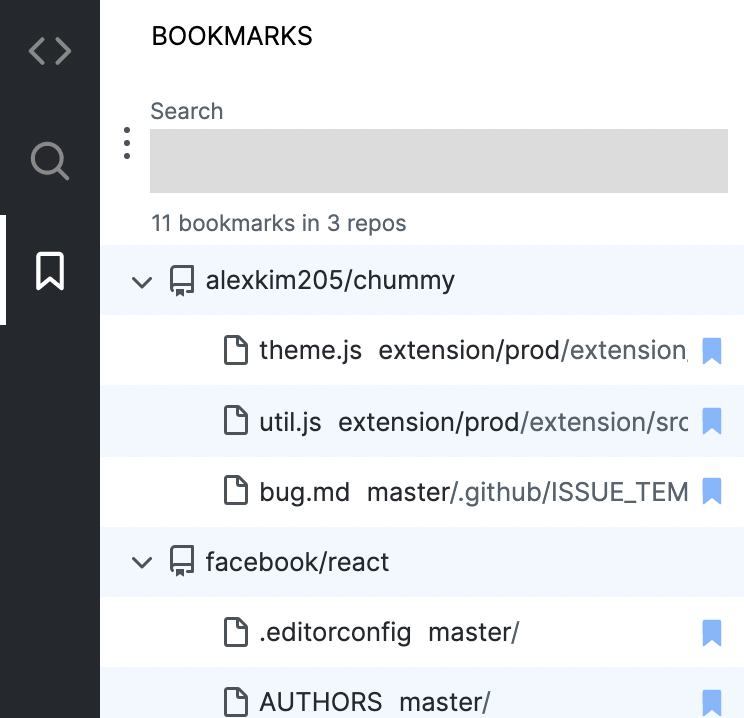 BOOKMARKS
Search
11 bookmarks in 3 repos
alexkim205/chummy
theme.js extension/prod/extension
util.js extension/prod/extension/src
bug.md master/.github/ISSUE_TEM
facebook/react
.editorconfig master/
AUTHORS master/